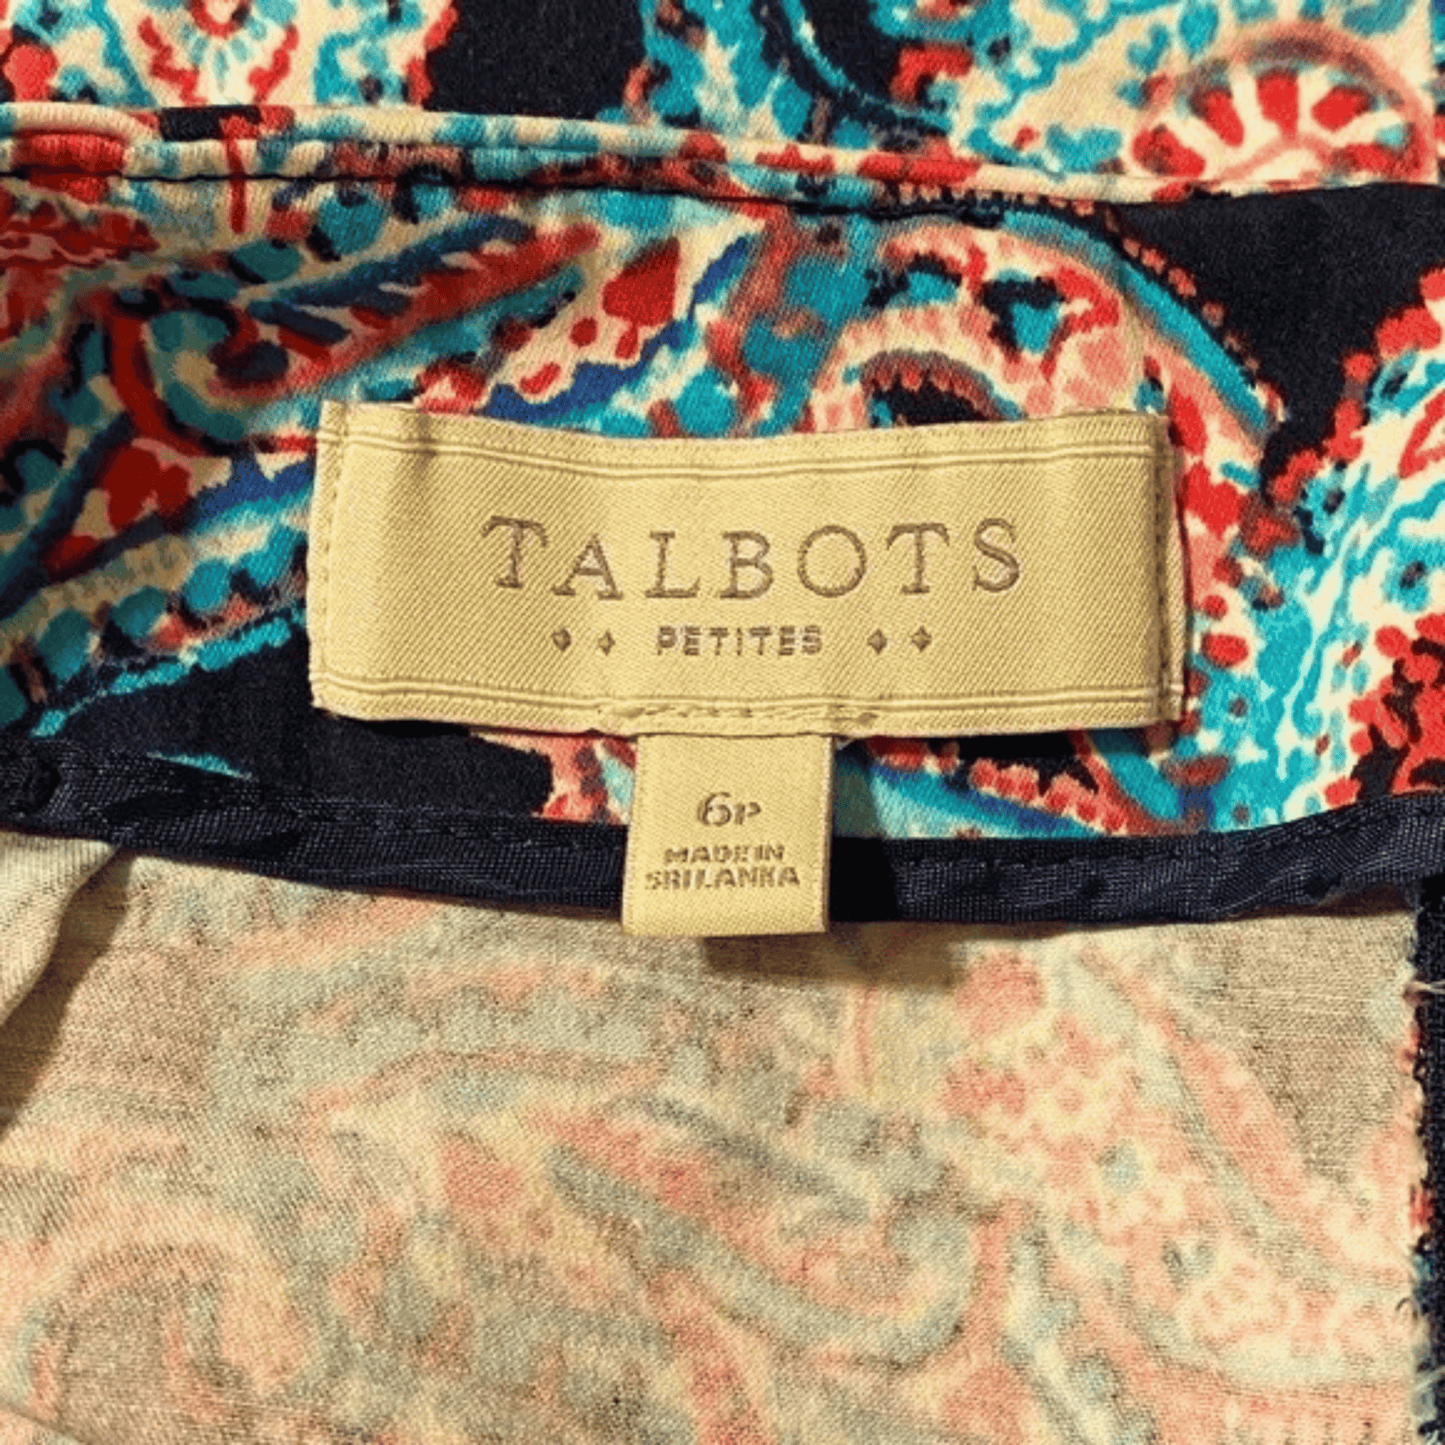 TALBOTS
PETITES
6P
MADE IN
SRI LANKA